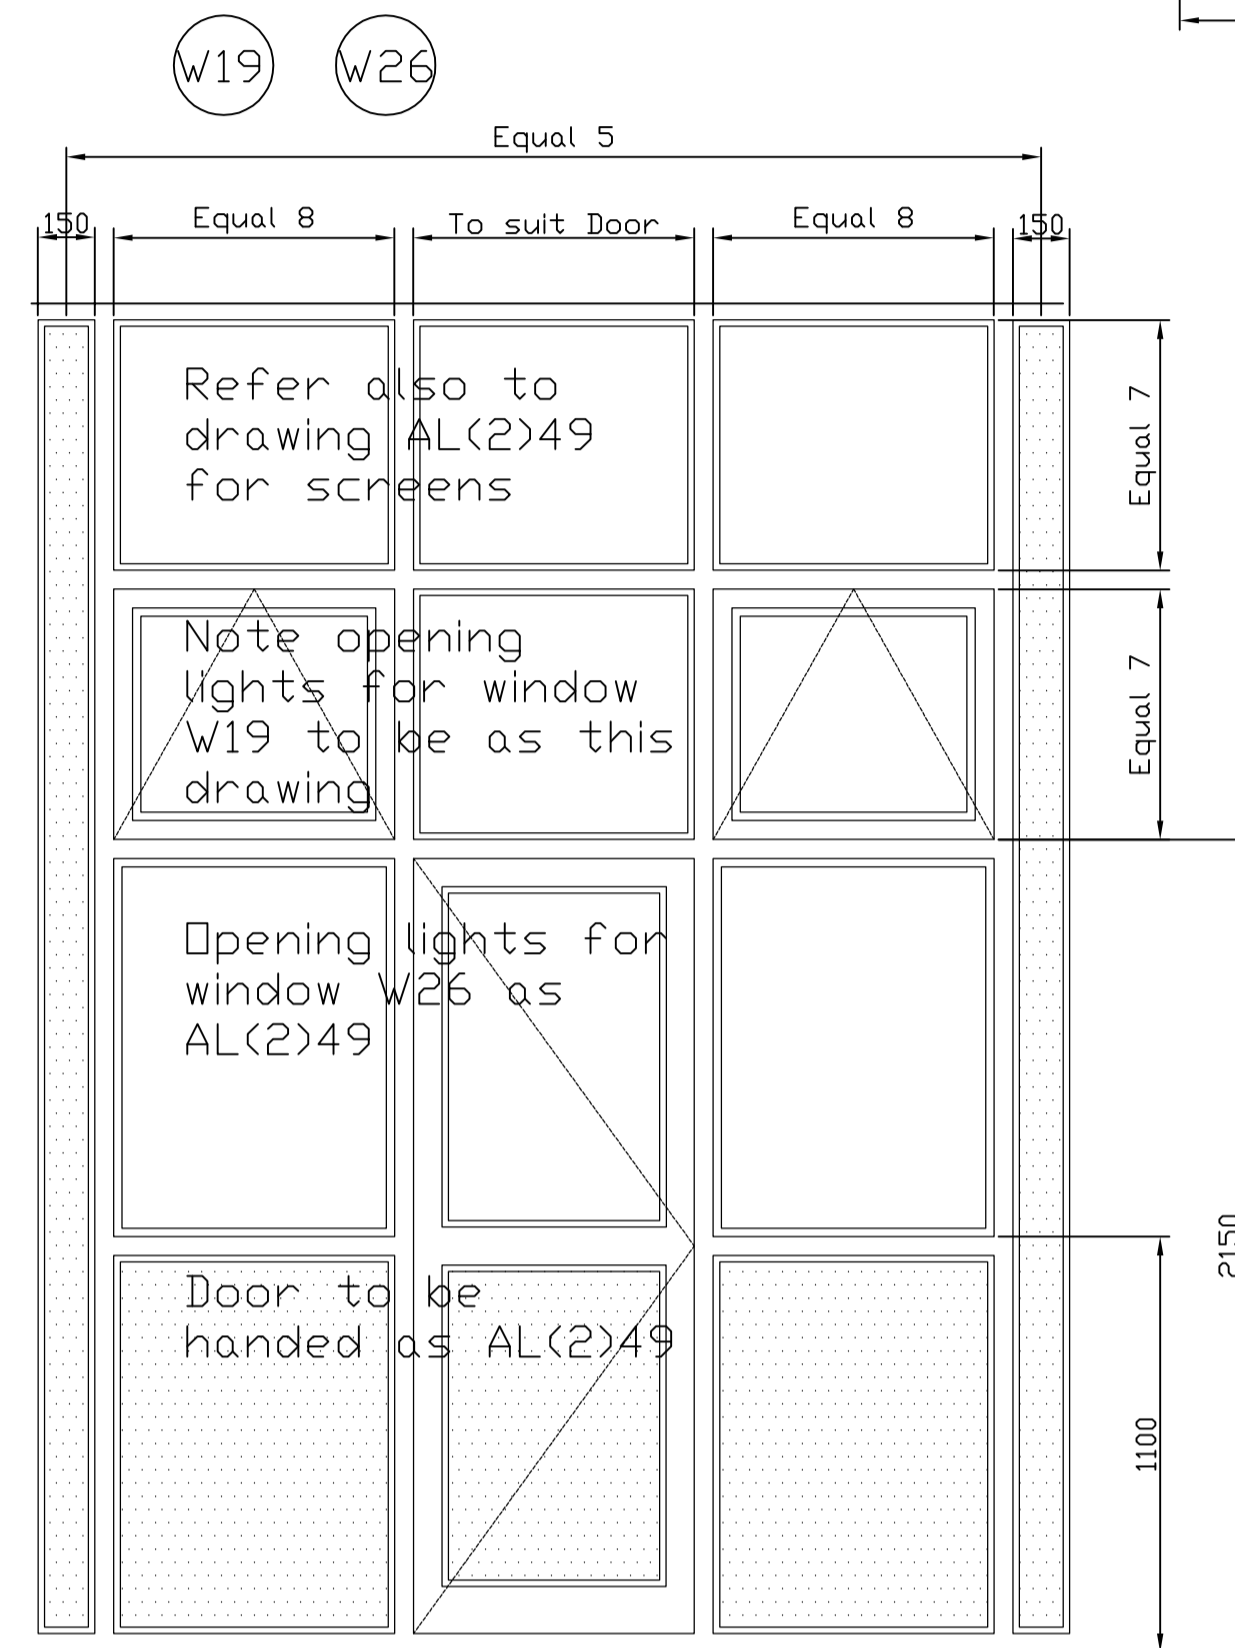 W19 W26
Equal 5
150 Equal 8 To suit Door Equal 8 150
Refer also to
drawing AL(2)49
for screens
Equal 7
Note opening
lights for window
W19 to be as this
drawing
Equal 7
Opening lights for
window W26 as
AL(2)49
2150
Door to be
handed as AL(2)49
1100